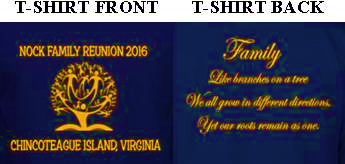 T-SHIRT FRONT T-SHIRT BACK
NOCK FAMILY REUNION 2016
CHINCOTEAGUE ISLAND, VIRGINIA
Family
Like branches on a tree
We all grow in different directions,
Yet our roots remain as one.